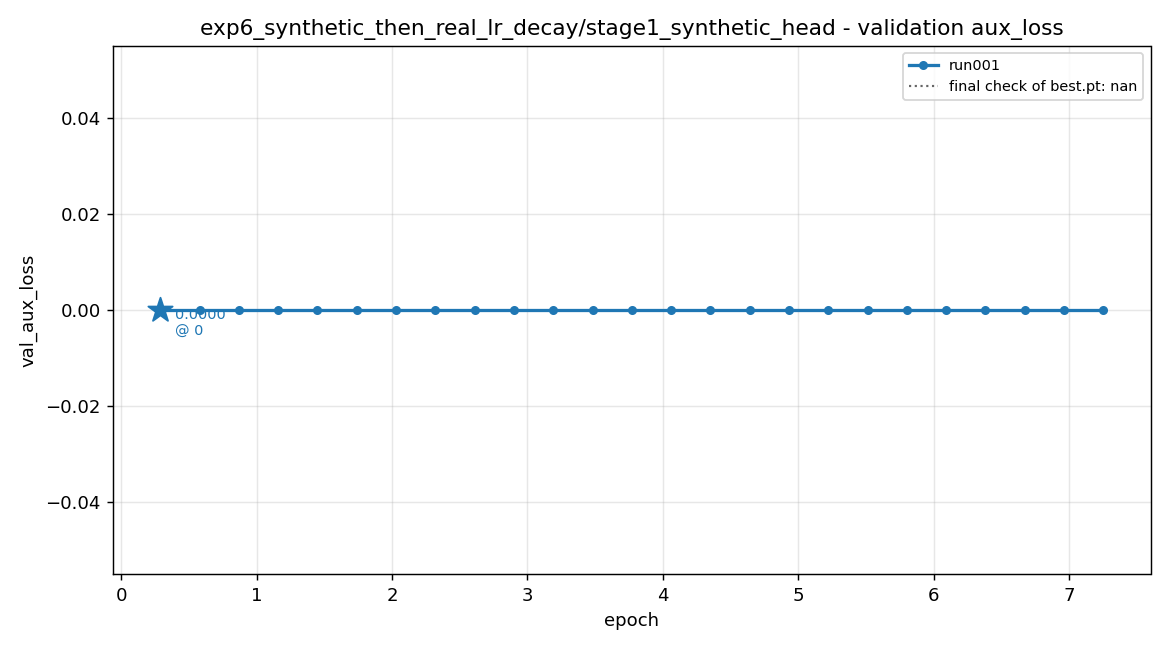 exp6_synthetic_then_real_lr_decay/stage1_synthetic_head - validation aux_loss
run001
final check of best.pt: nan
val_aux_loss
0.04
0.02
0.00
−0.02
−0.04
0.0000
@ 0
0 1 2 3 4 5 6 7
epoch